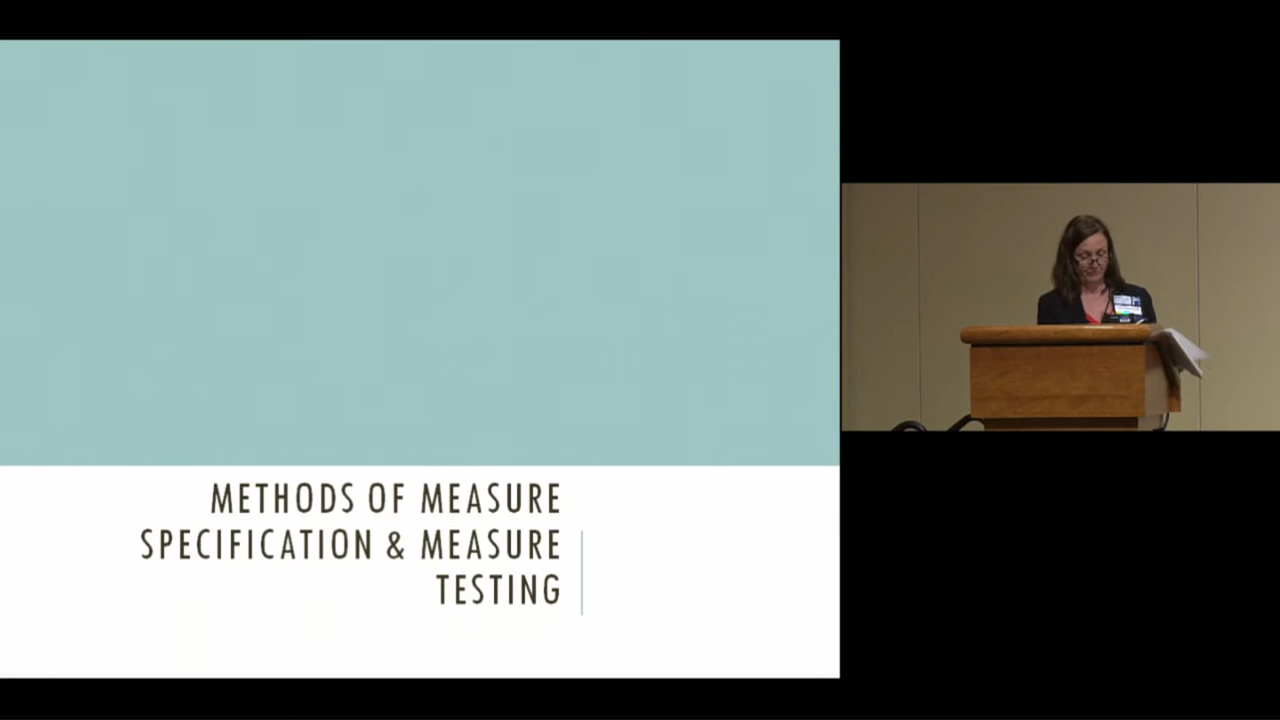 METHODS OF MEASURE
SPECIFICATION & MEASURE
TESTING